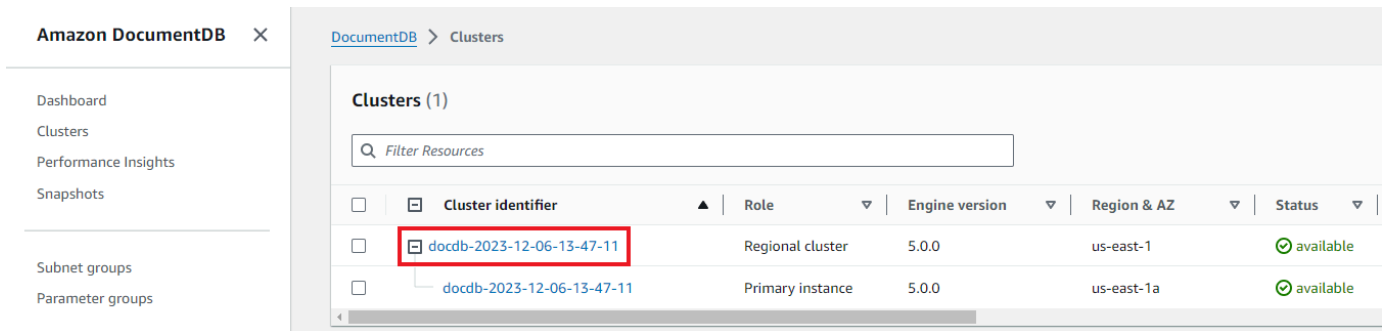 Amazon DocumentDB
Dashboard
Clusters
Performance Insights
Snapshots
Subnet groups
Parameter groups
DocumentDB > Clusters
Clusters (1)
Filter Resources
Cluster identifier Role Engine version Region & AZ Status
docdb-2023-12-06-13-47-11 Regional cluster 5.0.0 us-east-1 available
docdb-2023-12-06-13-47-11 Primary instance 5.0.0 us-east-1a available